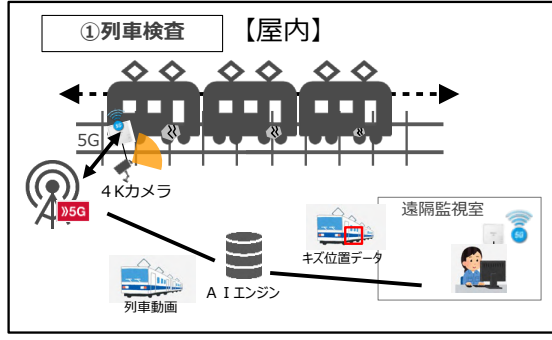 ①列車検査
【屋内】
5G
4Kカメラ
》5G
遠隔監視室
5G
キズ位置データ
列車動画
AIエンジン